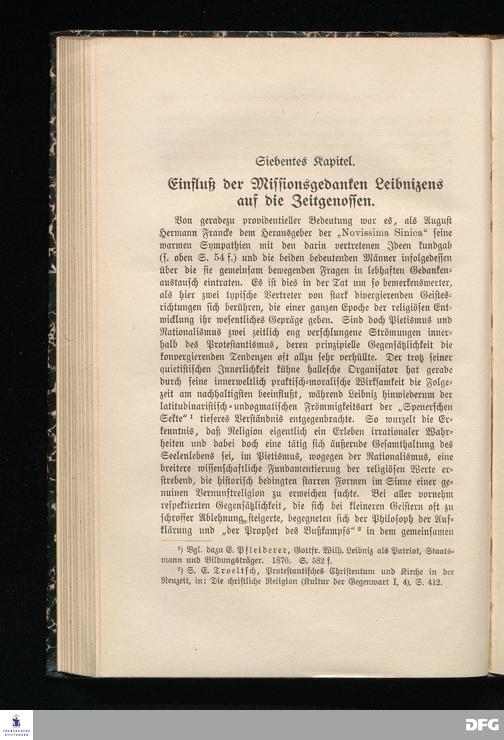 Siebentes Kapitel.
Einfluß der Missionsgedanken Leibnizens
auf die Zeitgenossen.
Von geradezu providentieller Bedeutung war es, als August
Hermann Francke dem Herausgeber der „Novissima Sinica“ seine
warmen Sympathien mit den darin vertretenen Ideen kundgab
(s. oben S. 54 f.) und die beiden bedeutenden Männer infolgedessen
über die sie gemeinsam bewegenden Fragen in lebhaften Gedanken-
austausch eintraten. Es ist dies in der Tat um so bemerkenswerter,
als hier zwei typische Vertreter von stark divergierenden Geistes-
richtungen sich berühren, die einer ganzen Epoche der religiösen Ent-
wicklung ihr wesentliches Gepräge geben. Sind doch Pietismus und
Rationalismus zwei zeitlich eng verschlungene Strömungen inner-
halb des Protestantismus, deren prinzipielle Gegensätzlichkeit die
konvergierenden Tendenzen oft allzu sehr verhüllte. Der trotz seiner
quietistischen Innerlichkeit kühne hallesche Organisator hat gerade
durch seine innerweltlich praktisch-moralische Wirksamkeit die Folge-
zeit am nachhaltigsten beeinflußt, während Leibniz hinwiederum der
latitudinaristisch-undogmatischen Frömmigkeitsart der „Spenerschen
Sekte“ ¹ tieferes Verständnis entgegenbrachte. So wurzelt die Er-
kenntnis, daß Religion eigentlich ein Erleben irrationaler Wahr-
heiten und dabei doch eine tätig sich äußernde Gesamthaltung des
Seelenlebens sei, im Pietismus, wogegen der Rationalismus, eine
breitere wissenschaftliche Fundamentierung der religiösen Werte er-
strebend, die historisch bedingten starren Formen im Sinne einer ge-
nuinen Vernunftreligion zu erweichen suchte. Bei aller vornehm
respektierten Gegensätzlichkeit, die sich bei kleineren Geistern oft zu
schroffer Ablehnung steigerte, begegneten sich der Philosoph der Auf-
klärung und „der Prophet des Bußkampfs“ ² in dem gemeinsamen
¹) Vgl. dazu E. Pfleiderer, Gottfr. Wilh. Leibniz als Patriot, Staats-
mann und Bildungsträger. 1870. S. 582 f.
²) S. E. Troeltsch, Protestantisches Christentum und Kirche in der
Neuzeit, in: Die christliche Religion (Kultur der Gegenwart I, 4), S. 412.
FRANCKESCHE
STIFTUNGEN
DFG